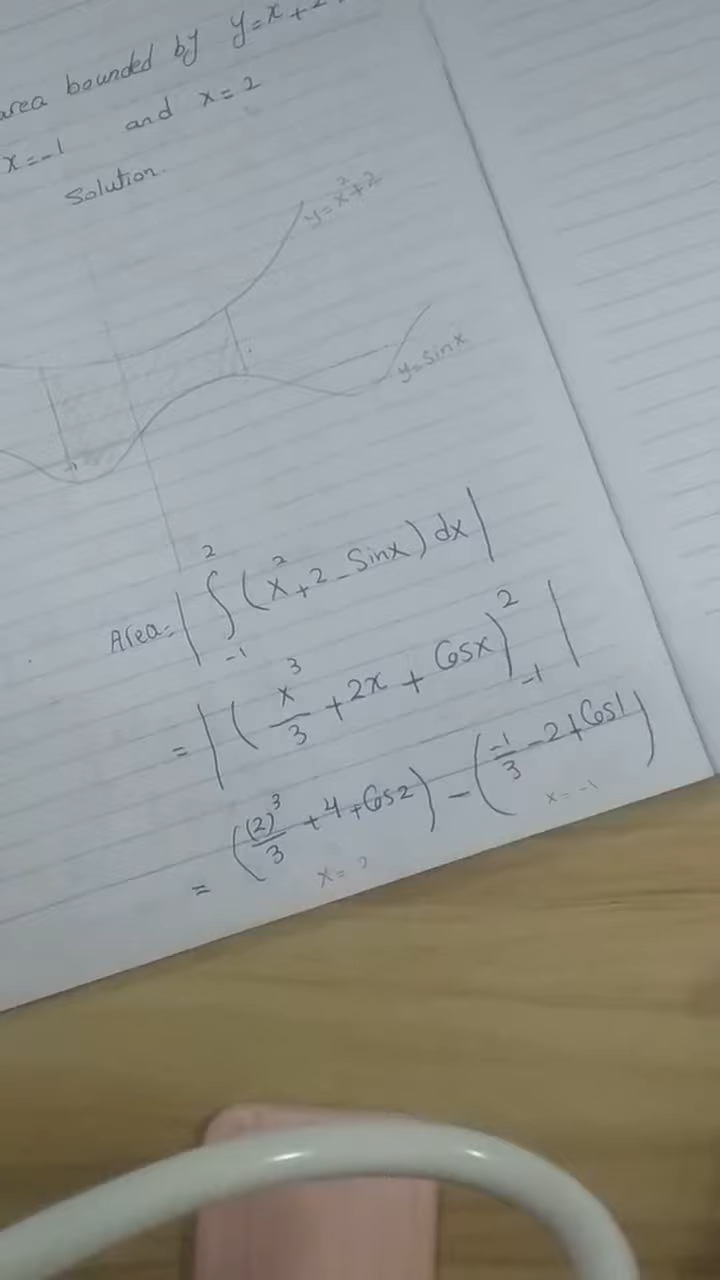 area bounded by y=x+2
x=-1 and x=2
Solution.
y=x²+2
y=sinx
Area=|∫₋₁² (x²+2-Sinx)dx|
=|(x³/3+2x+Cosx)₋₁²|
=((2)³/3+4+Cos2)-(-1/3-2+Cos1)
x= x=-1